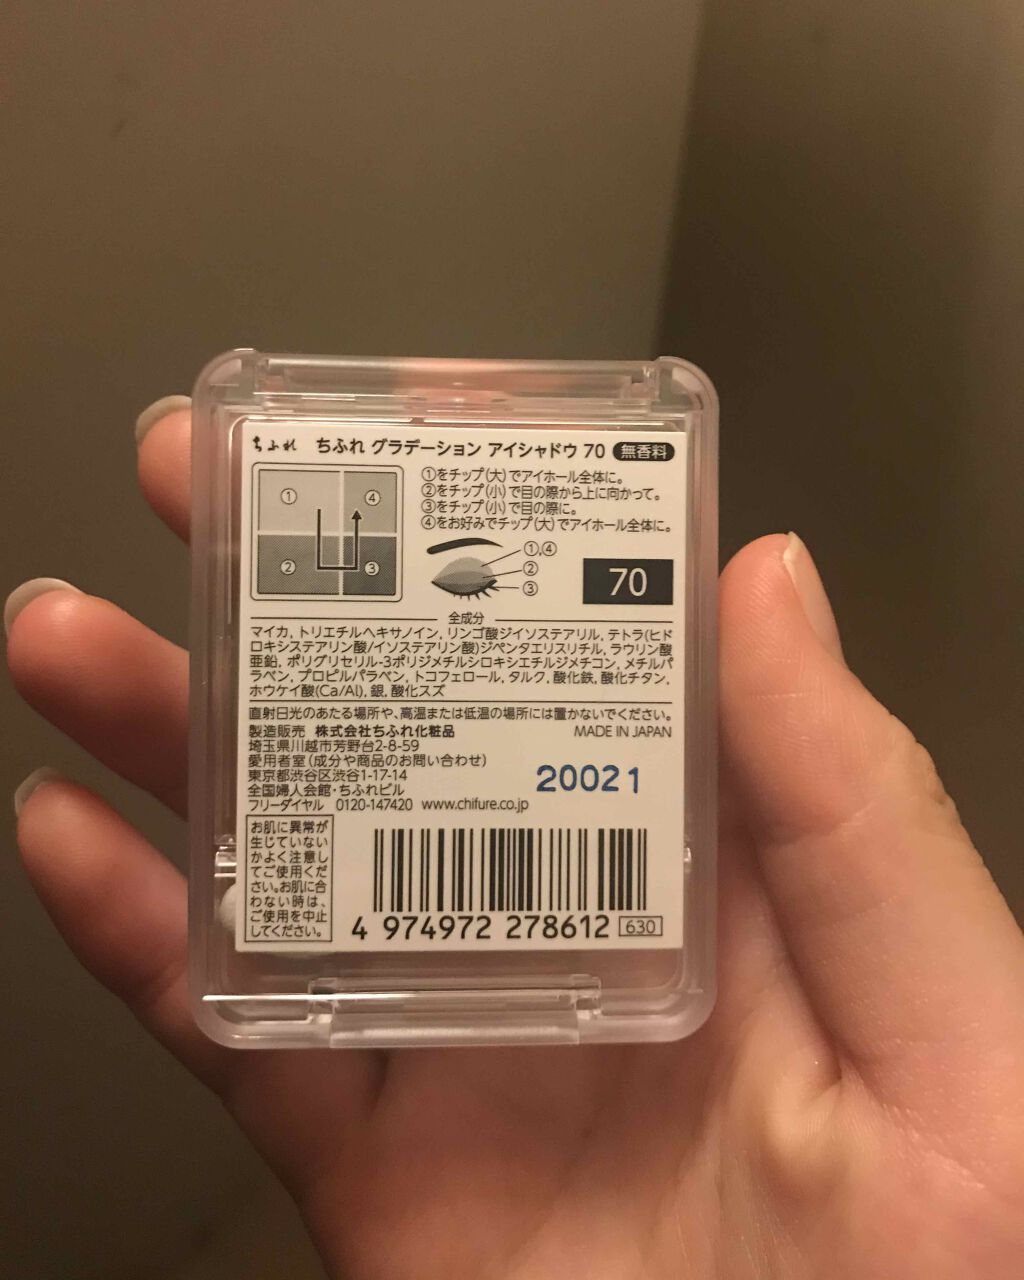 ちふれ ちふれ グラデーション アイシャドウ 70 無香料
①をチップ(大)でアイホール全体に。
②をチップ(小)で目の際から上に向かって。
③をチップ(小)で目の際に。
④をお好みでチップ(大)でアイホール全体に。
① ④
② ③
①,④
②
③
70
全成分
マイカ, トリエチルヘキサノイン, リンゴ酸ジイソステアリル, テトラ(ヒド
ロキシステアリン酸/イソステアリン酸)ジペンタエリスリチル, ラウリン酸
亜鉛, ポリグリセリル-3ポリジメチルシロキシエチルジメチコン, メチルパ
ラベン, プロピルパラベン, トコフェロール, タルク, 酸化鉄, 酸化チタン,
ホウケイ酸(Ca/Al), 銀, 酸化スズ
直射日光のあたる場所や、高温または低温の場所には置かないでください。
製造販売 株式会社ちふれ化粧品 MADE IN JAPAN
埼玉県川越市芳野台2-8-59
愛用者室(成分や商品のお問い合わせ)
東京都渋谷区渋谷1-17-14
全国婦人会館・ちふれビル
フリーダイヤル 0120-147420 www.chifure.co.jp
20021
お肌に異常が
生じていない
かよく注意し
てご使用くだ
さい。お肌に合
わない時は、
ご使用を中止
してください。
4 974972 278612 630